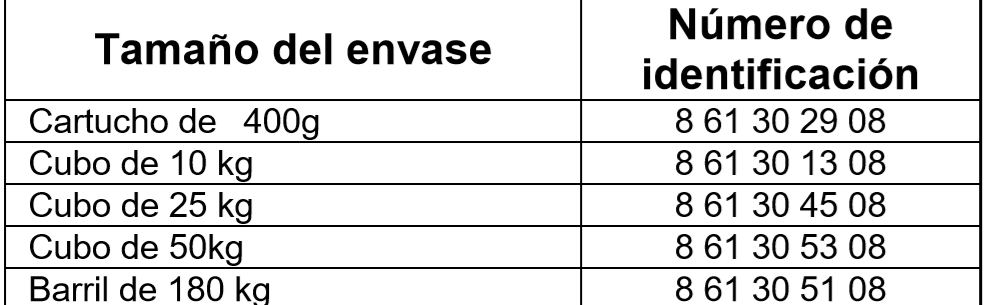 Tamaño del envase
Número de
identificación
Cartucho de   400g
8 61 30 29 08
Cubo de 10 kg
8 61 30 13 08
Cubo de 25 kg
8 61 30 45 08
Cubo de 50kg
8 61 30 53 08
Barril de 180 kg
8 61 30 51 08